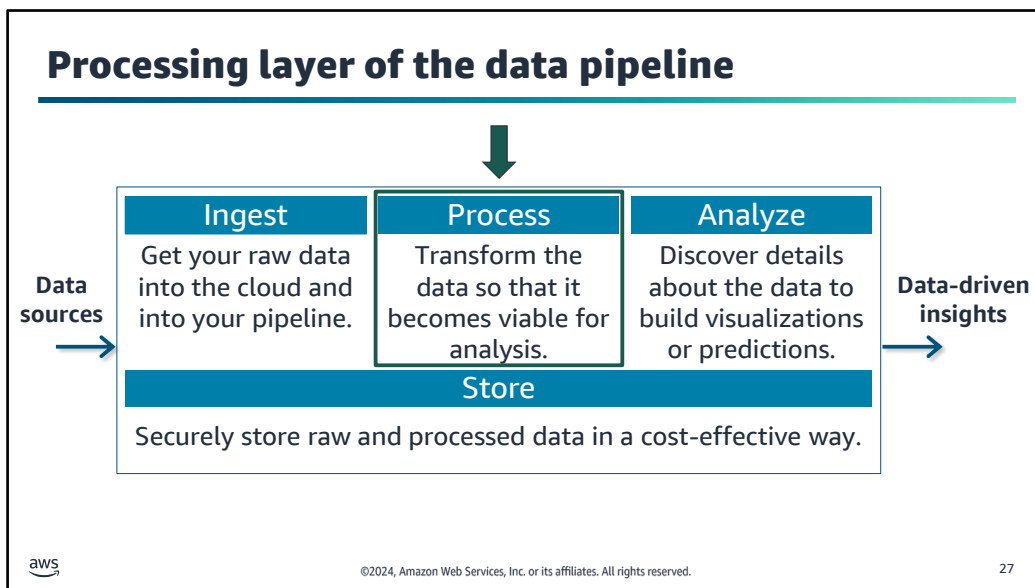 Processing layer of the data pipeline
Data
sources
Ingest
Get your raw data
into the cloud and
into your pipeline.
Process
Transform the
data so that it
becomes viable for
analysis.
Analyze
Discover details
about the data to
build visualizations
or predictions.
Data-driven
insights
Store
Securely store raw and processed data in a cost-effective way.
aws
©2024, Amazon Web Services, Inc. or its affiliates. All rights reserved.
27